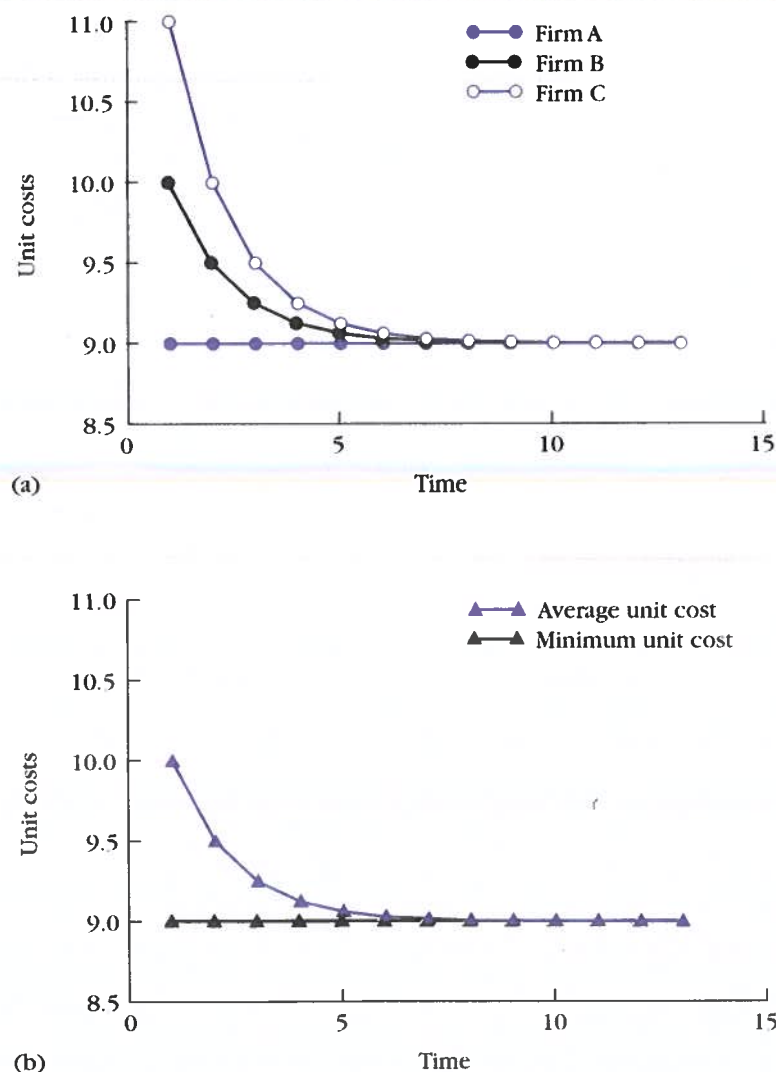 11.0
10.5
10.0
9.5
9.0
8.5
Unit costs
Firm A
Firm B
Firm C
0 5 10 15
Time
(a)
11.0
10.5
10.0
9.5
9.0
8.5
Unit costs
Average unit cost
Minimum unit cost
0 5 10 15
Time
(b)